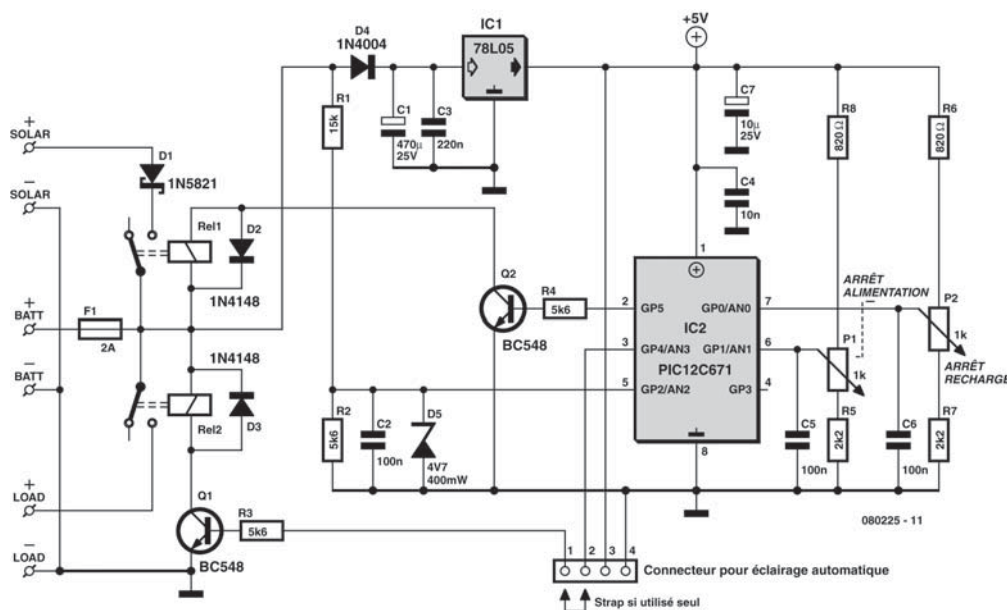 +5V
D4
1N4004
IC1
78L05
R1
15k
C1
470µ
25V
C3
220n
C7
10µ
25V
R8
820Ω
R6
820Ω
+
SOLAR
D1
1N5821
–
SOLAR
C4
10n
Rel1
D2
1N4148
Q2
BC548
R4
5k6
1
2 GP5
GP0/AN0 7
IC2
3 GP4/AN3
GP1/AN1 6
PIC12C671
5 GP2/AN2
GP3 4
8
ARRÊT
ALIMENTATION
P1
1k
P2
1k
ARRÊT
RECHARGE
+
BATT
F1
2A
–
BATT
1N4148
Rel2
D3
R2
5k6
C2
100n
D5
4V7
400mW
C5
100n
R5
2k2
C6
100n
R7
2k2
+
LOAD
–
LOAD
Q1
BC548
R3
5k6
080225 - 11
1 2 3 4
Connecteur pour éclairage automatique
Strap si utilisé seul